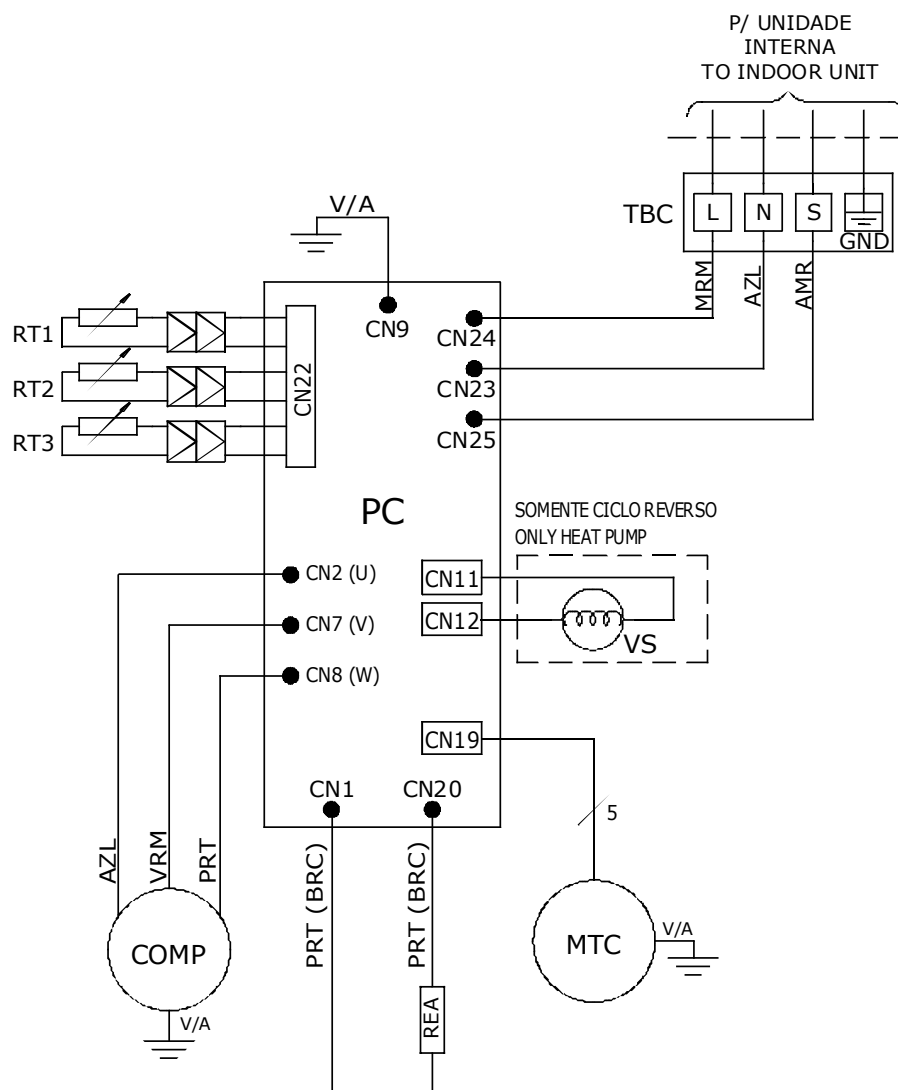 P/ UNIDADE
INTERNA
TO INDOOR UNIT
TBC
L
N
S
GND
V/A
MRM
AZL
AMR
CN9
CN24
CN23
CN25
RT1
RT2
RT3
CN22
PC
SOMENTE CICLO REVERSO
ONLY HEAT PUMP
CN2 (U)
CN7 (V)
CN8 (W)
CN11
CN12
VS
CN19
CN1
CN20
5
AZL
VRM
PRT
PRT (BRC)
PRT (BRC)
COMP
V/A
REA
MTC
V/A